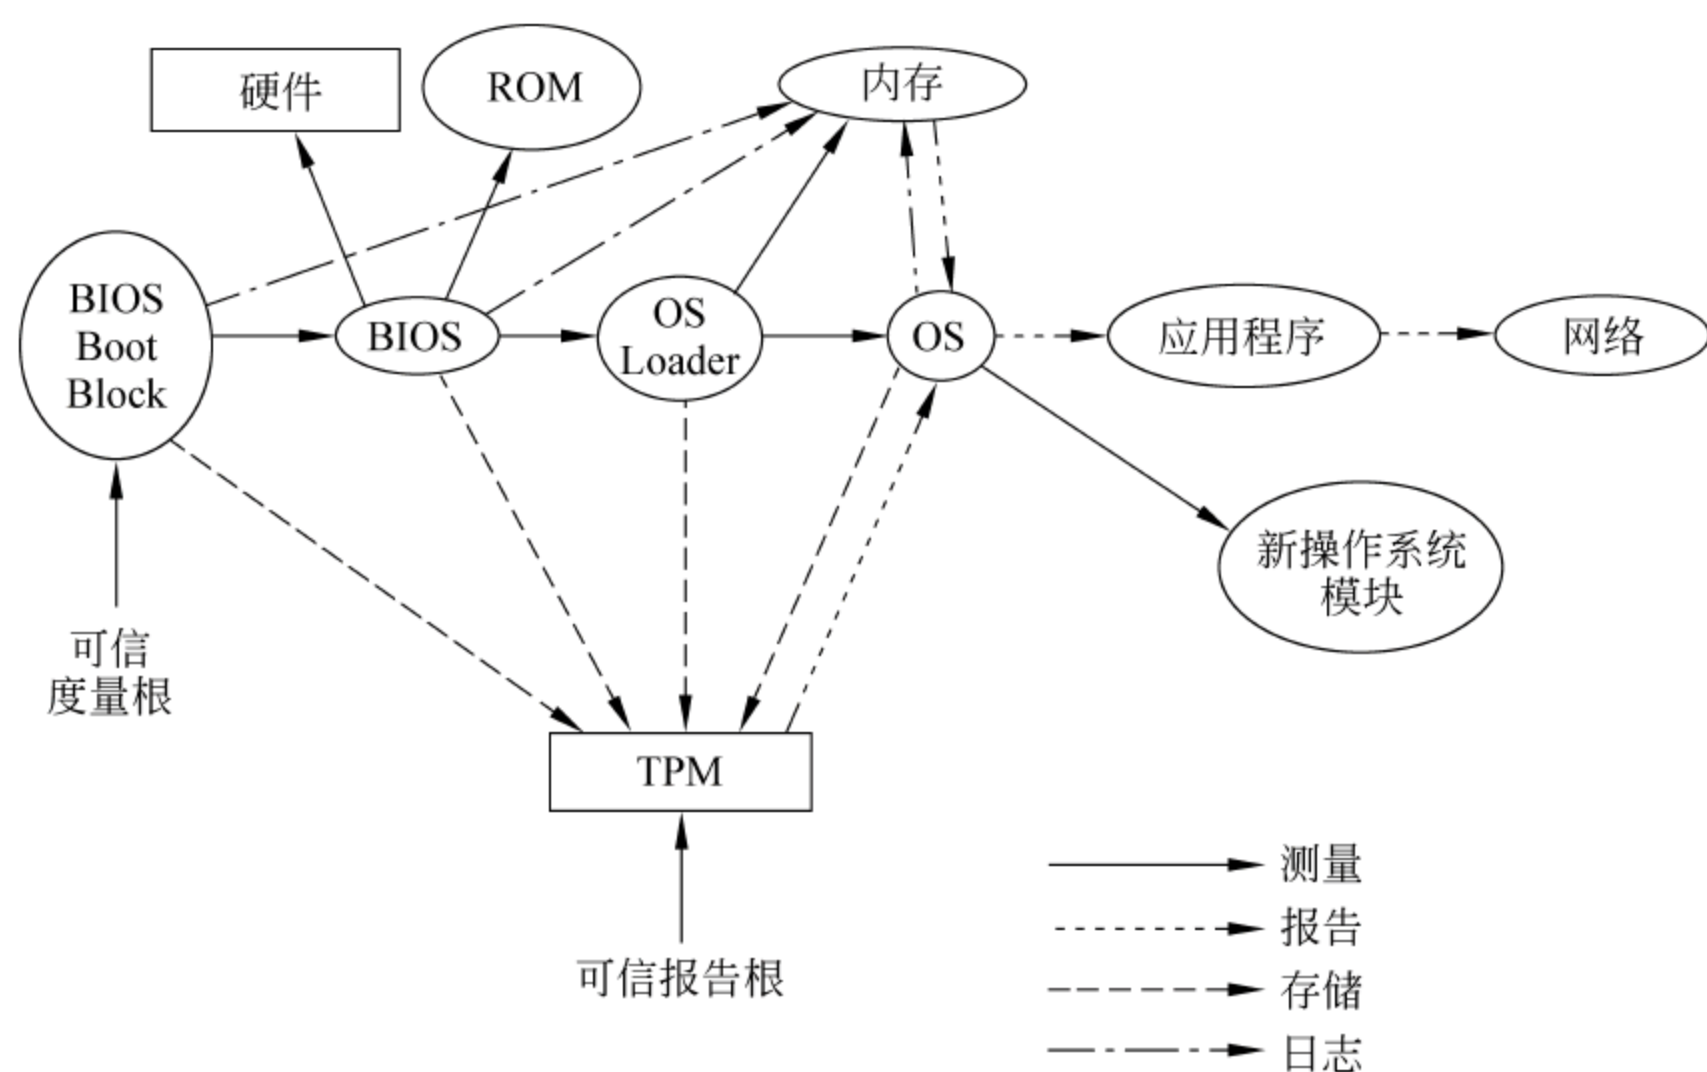 硬件
ROM
内存
BIOS
Boot
Block
BIOS
OS
Loader
OS
应用程序
网络
新操作系统
模块
可信
度量根
TPM
可信报告根
测量
报告
存储
日志